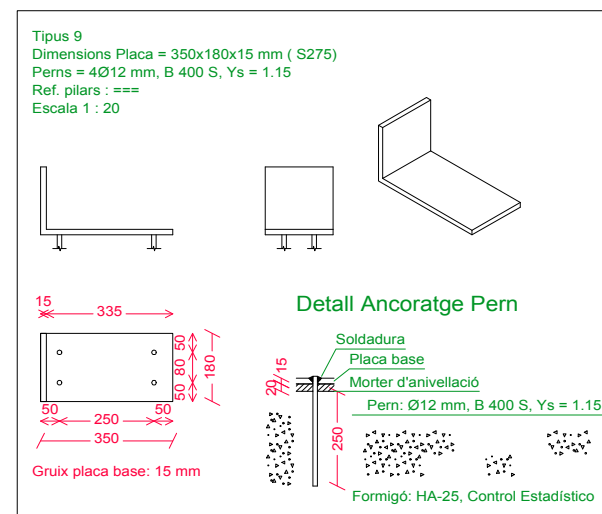 Tipus 9
Dimensions Placa = 350x180x15 mm ( S275)
Perns = 4Ø12 mm, B 400 S, Ys = 1.15
Ref. pilars : ===
Escala 1 : 20
15
335
50
80
50
180
50
250
50
350
Gruix placa base: 15 mm
Detall Ancoratge Pern
Soldadura
Placa base
Morter d'anivellació
Pern: Ø12 mm, B 400 S, Ys = 1.15
20
15
250
Formigó: HA-25, Control Estadístico